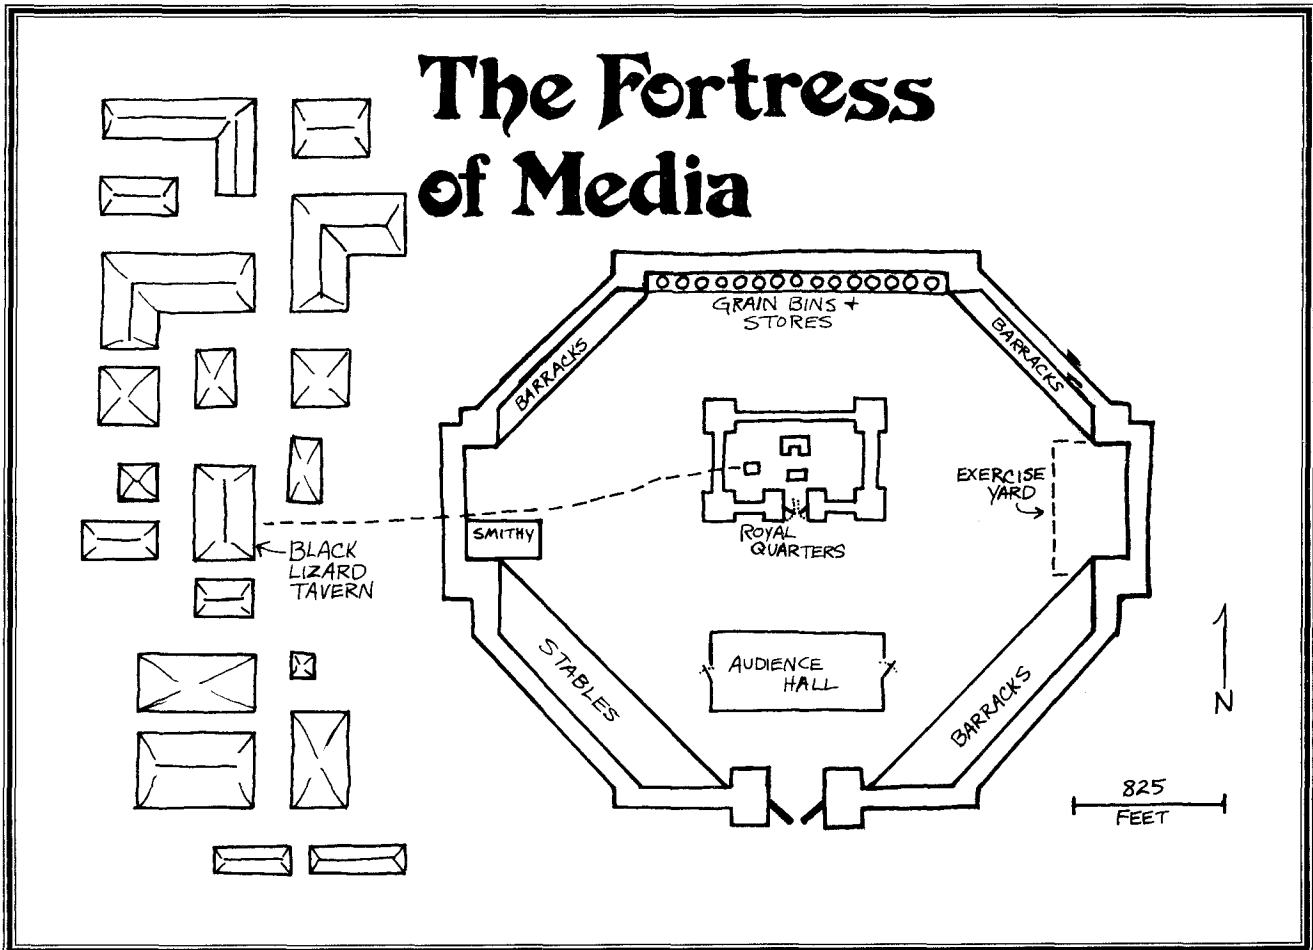 The Fortress
of Media
GRAIN BINS +
STORES
BARRACKS
BARRACKS
EXERCISE
YARD
SMITHY
ROYAL
QUARTERS
BLACK
LIZARD
TAVERN
STABLES
AUDIENCE
HALL
BARRACKS
N
825
FEET